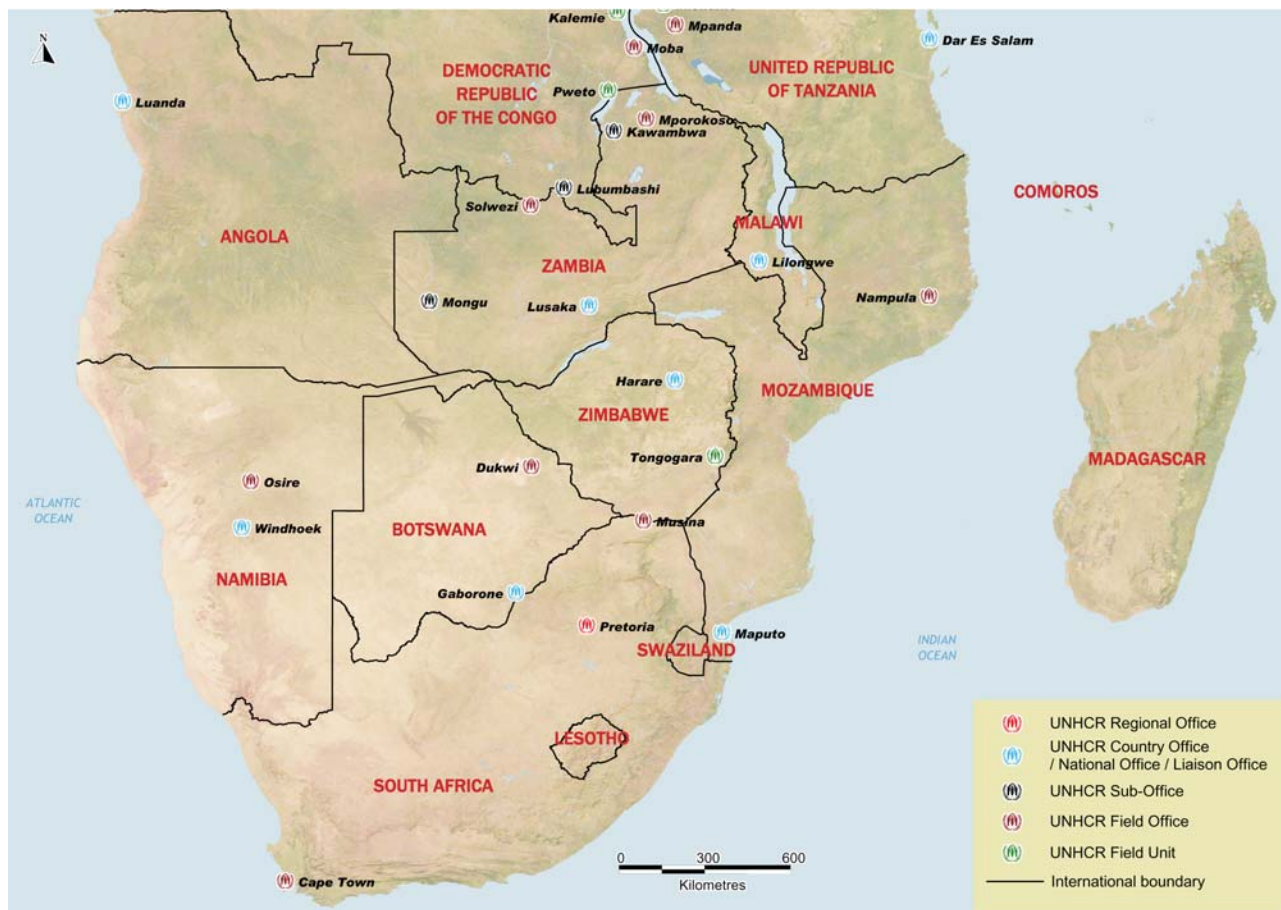 N
Kalemie
Mpanda
Dar Es Salam
Moba
DEMOCRATIC
REPUBLIC
OF THE CONGO
UNITED REPUBLIC
OF TANZANIA
Luanda
Pweto
Mporokoso
Kawambwa
Lubumbashi
Solwezi
COMOROS
ANGOLA
MALAWI
ZAMBIA
Lilongwe
Mongu
Lusaka
Nampula
Harare
MOZAMBIQUE
ZIMBABWE
Tongogara
MADAGASCAR
Dukwi
Osire
ATLANTIC
OCEAN
Windhoek
BOTSWANA
Musina
NAMIBIA
Gaborone
Pretoria
Maputo
SWAZILAND
INDIAN
OCEAN
LESOTHO
SOUTH AFRICA
Cape Town
0 300 600
Kilometres
UNHCR Regional Office
UNHCR Country Office
/ National Office / Liaison Office
UNHCR Sub-Office
UNHCR Field Office
UNHCR Field Unit
International boundary